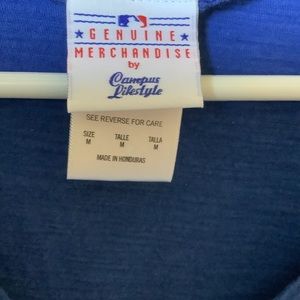 GENUINE
MERCHANDISE
by
Campus
Lifestyle
SEE REVERSE FOR CARE
SIZE TALLE TALLA
M M M
MADE IN HONDURAS